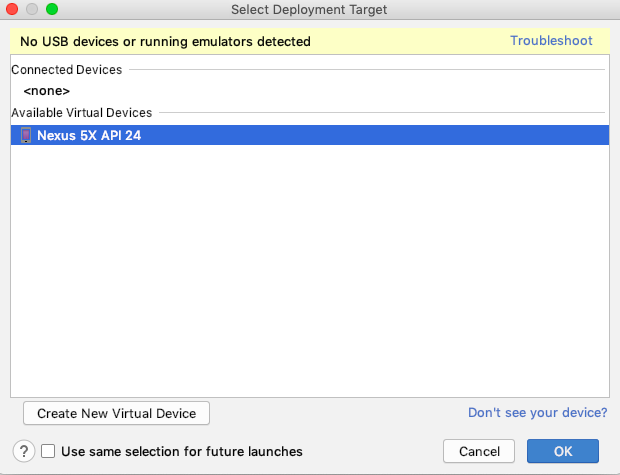 Select Deployment Target
No USB devices or running emulators detected Troubleshoot
Connected Devices
<none>
Available Virtual Devices
Nexus 5X API 24
Create New Virtual Device Don't see your device?
? Use same selection for future launches Cancel OK